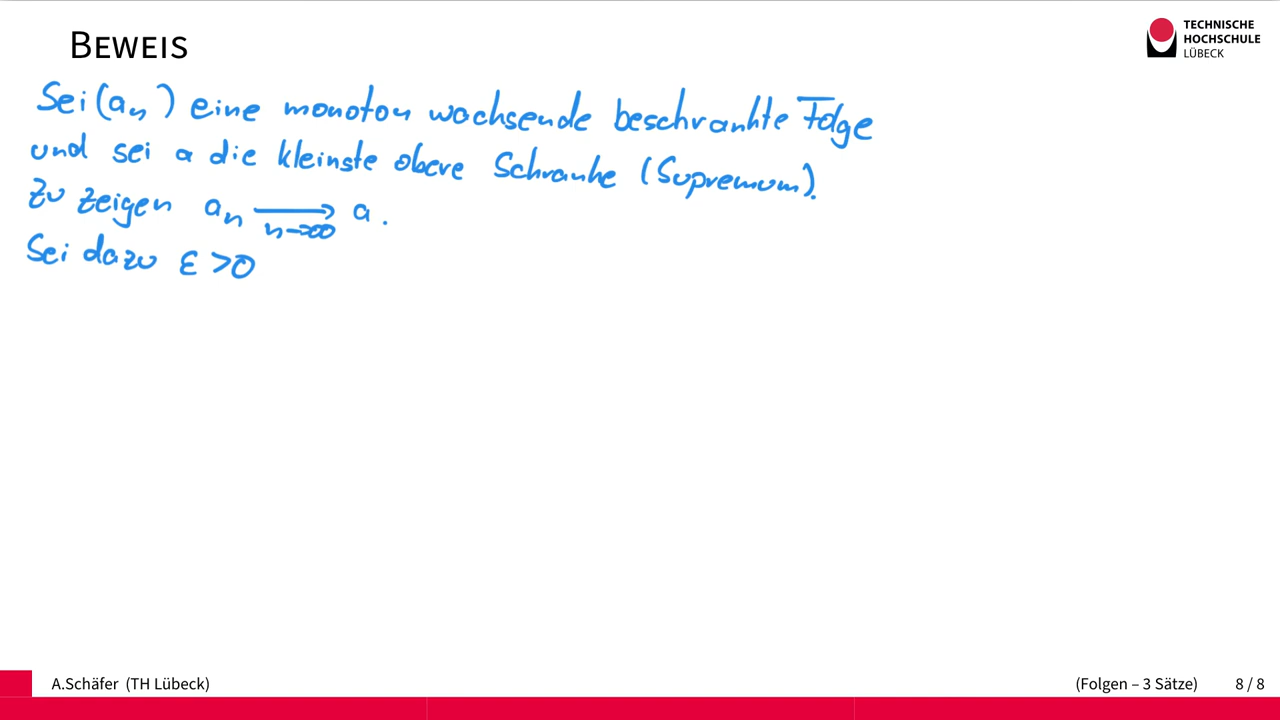 BEWEIS
TECHNISCHE
HOCHSCHULE
LÜBECK
Sei (aₙ) eine monoton wachsende beschrankte Folge
und sei a die kleinste obere Schranke (Supremum).
Zu zeigen aₙ ⟶ a.
n→∞
Sei dazu ε >0
A.Schäfer (TH Lübeck)
(Folgen – 3 Sätze) 8 / 8